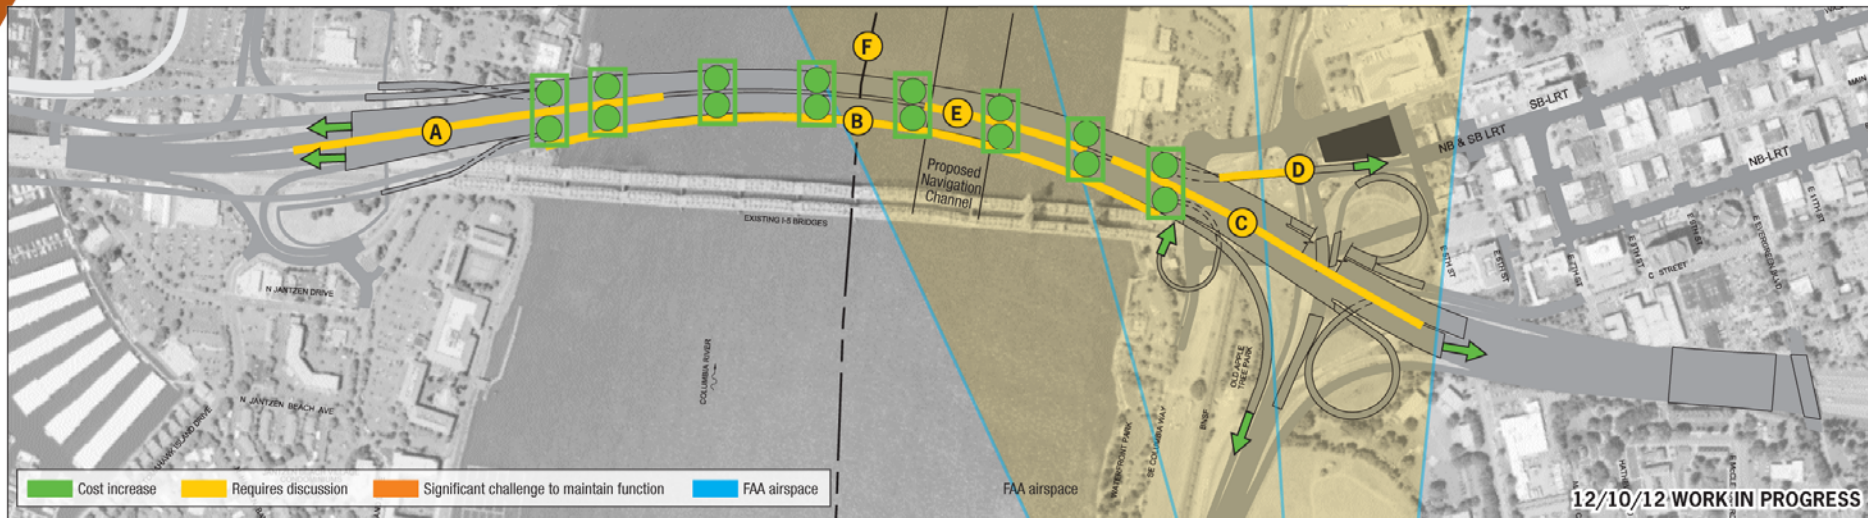 F
A
B
E
D
C
Proposed
Navigation
Channel
EXISTING I-5 BRIDGES
SB-LRT
NB & SB LRT
NB-LRT
MAIN
E 5TH ST
E 6TH ST
E 7TH ST
E 8TH ST
E 9TH ST
C STREET
EVERGREEN BLVD
E 11TH ST
N JANTZEN DRIVE
N JANTZEN BEACH AVE
COLUMBIA RIVER
OLD APPLE
TREE PARK
WATERFRONT PARK
SE COLUMBIA WAY
BNSF
FAA airspace
Cost increase
Requires discussion
Significant challenge to maintain function
FAA airspace
12/10/12 WORK IN PROGRESS